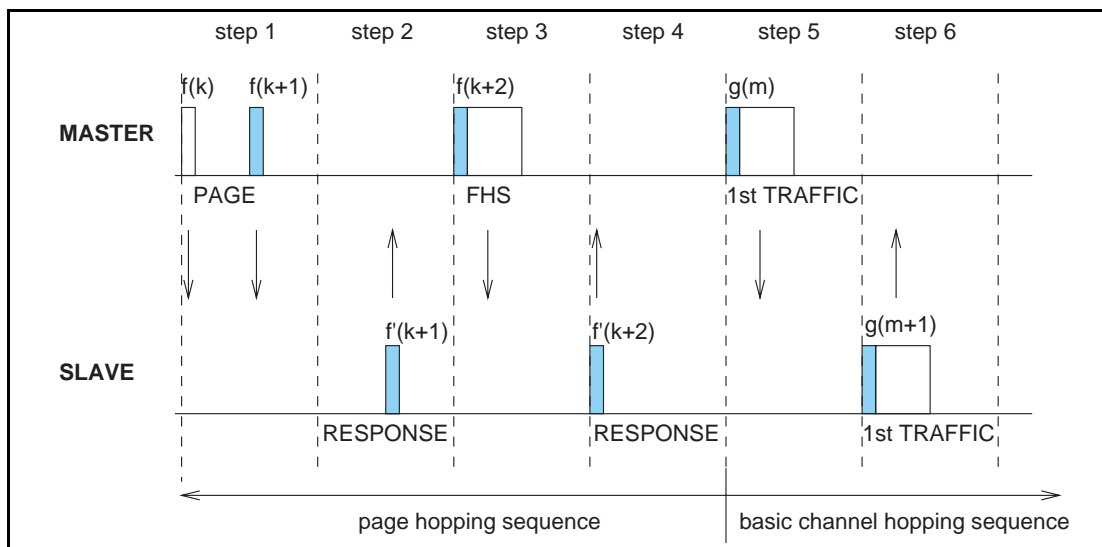 step 1 step 2 step 3 step 4 step 5 step 6
f(k) f(k+1) f(k+2) g(m)
MASTER
PAGE FHS 1st TRAFFIC
f'(k+1) f'(k+2) g(m+1)
SLAVE
RESPONSE RESPONSE 1st TRAFFIC
page hopping sequence basic channel hopping sequence